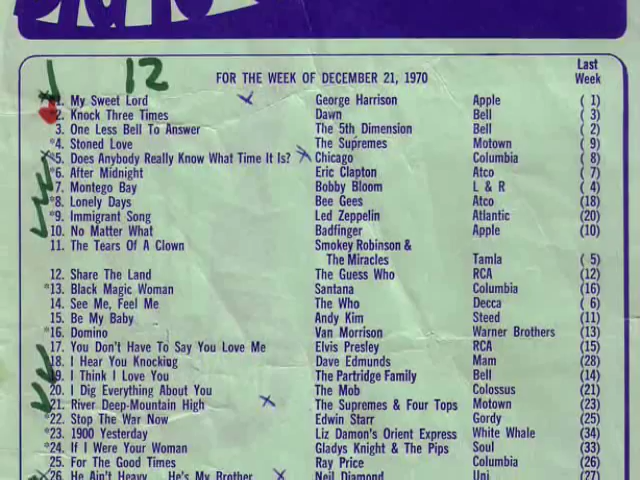 12
Last
FOR THE WEEK OF DECEMBER 21, 1970 Week
*1. My Sweet Lord George Harrison Apple ( 1)
2. Knock Three Times Dawn Bell ( 3)
3. One Less Bell To Answer The 5th Dimension Bell ( 2)
*4. Stoned Love The Supremes Motown ( 9)
*5. Does Anybody Really Know What Time It Is? Chicago Columbia ( 8)
*6. After Midnight Eric Clapton Atco ( 7)
7. Montego Bay Bobby Bloom L & R ( 4)
*8. Lonely Days Bee Gees Atco (18)
*9. Immigrant Song Led Zeppelin Atlantic (20)
10. No Matter What Badfinger Apple (10)
11. The Tears Of A Clown Smokey Robinson &
The Miracles Tamla ( 5)
12. Share The Land The Guess Who RCA (12)
*13. Black Magic Woman Santana Columbia (16)
14. See Me, Feel Me The Who Decca ( 6)
15. Be My Baby Andy Kim Steed (11)
*16. Domino Van Morrison Warner Brothers (13)
17. You Don't Have To Say You Love Me Elvis Presley RCA (15)
18. I Hear You Knocking Dave Edmunds Mam (28)
19. I Think I Love You The Partridge Family Bell (14)
20. I Dig Everything About You The Mob Colossus (21)
21. River Deep-Mountain High The Supremes & Four Tops Motown (23)
*22. Stop The War Now Edwin Starr Gordy (25)
*23. 1900 Yesterday Liz Damon's Orient Express White Whale (34)
*24. If I Were Your Woman Gladys Knight & The Pips Soul (33)
25. For The Good Times Ray Price Columbia (26)
*26. He Ain't Heavy . . . He's My Brother Neil Diamond Uni (27)